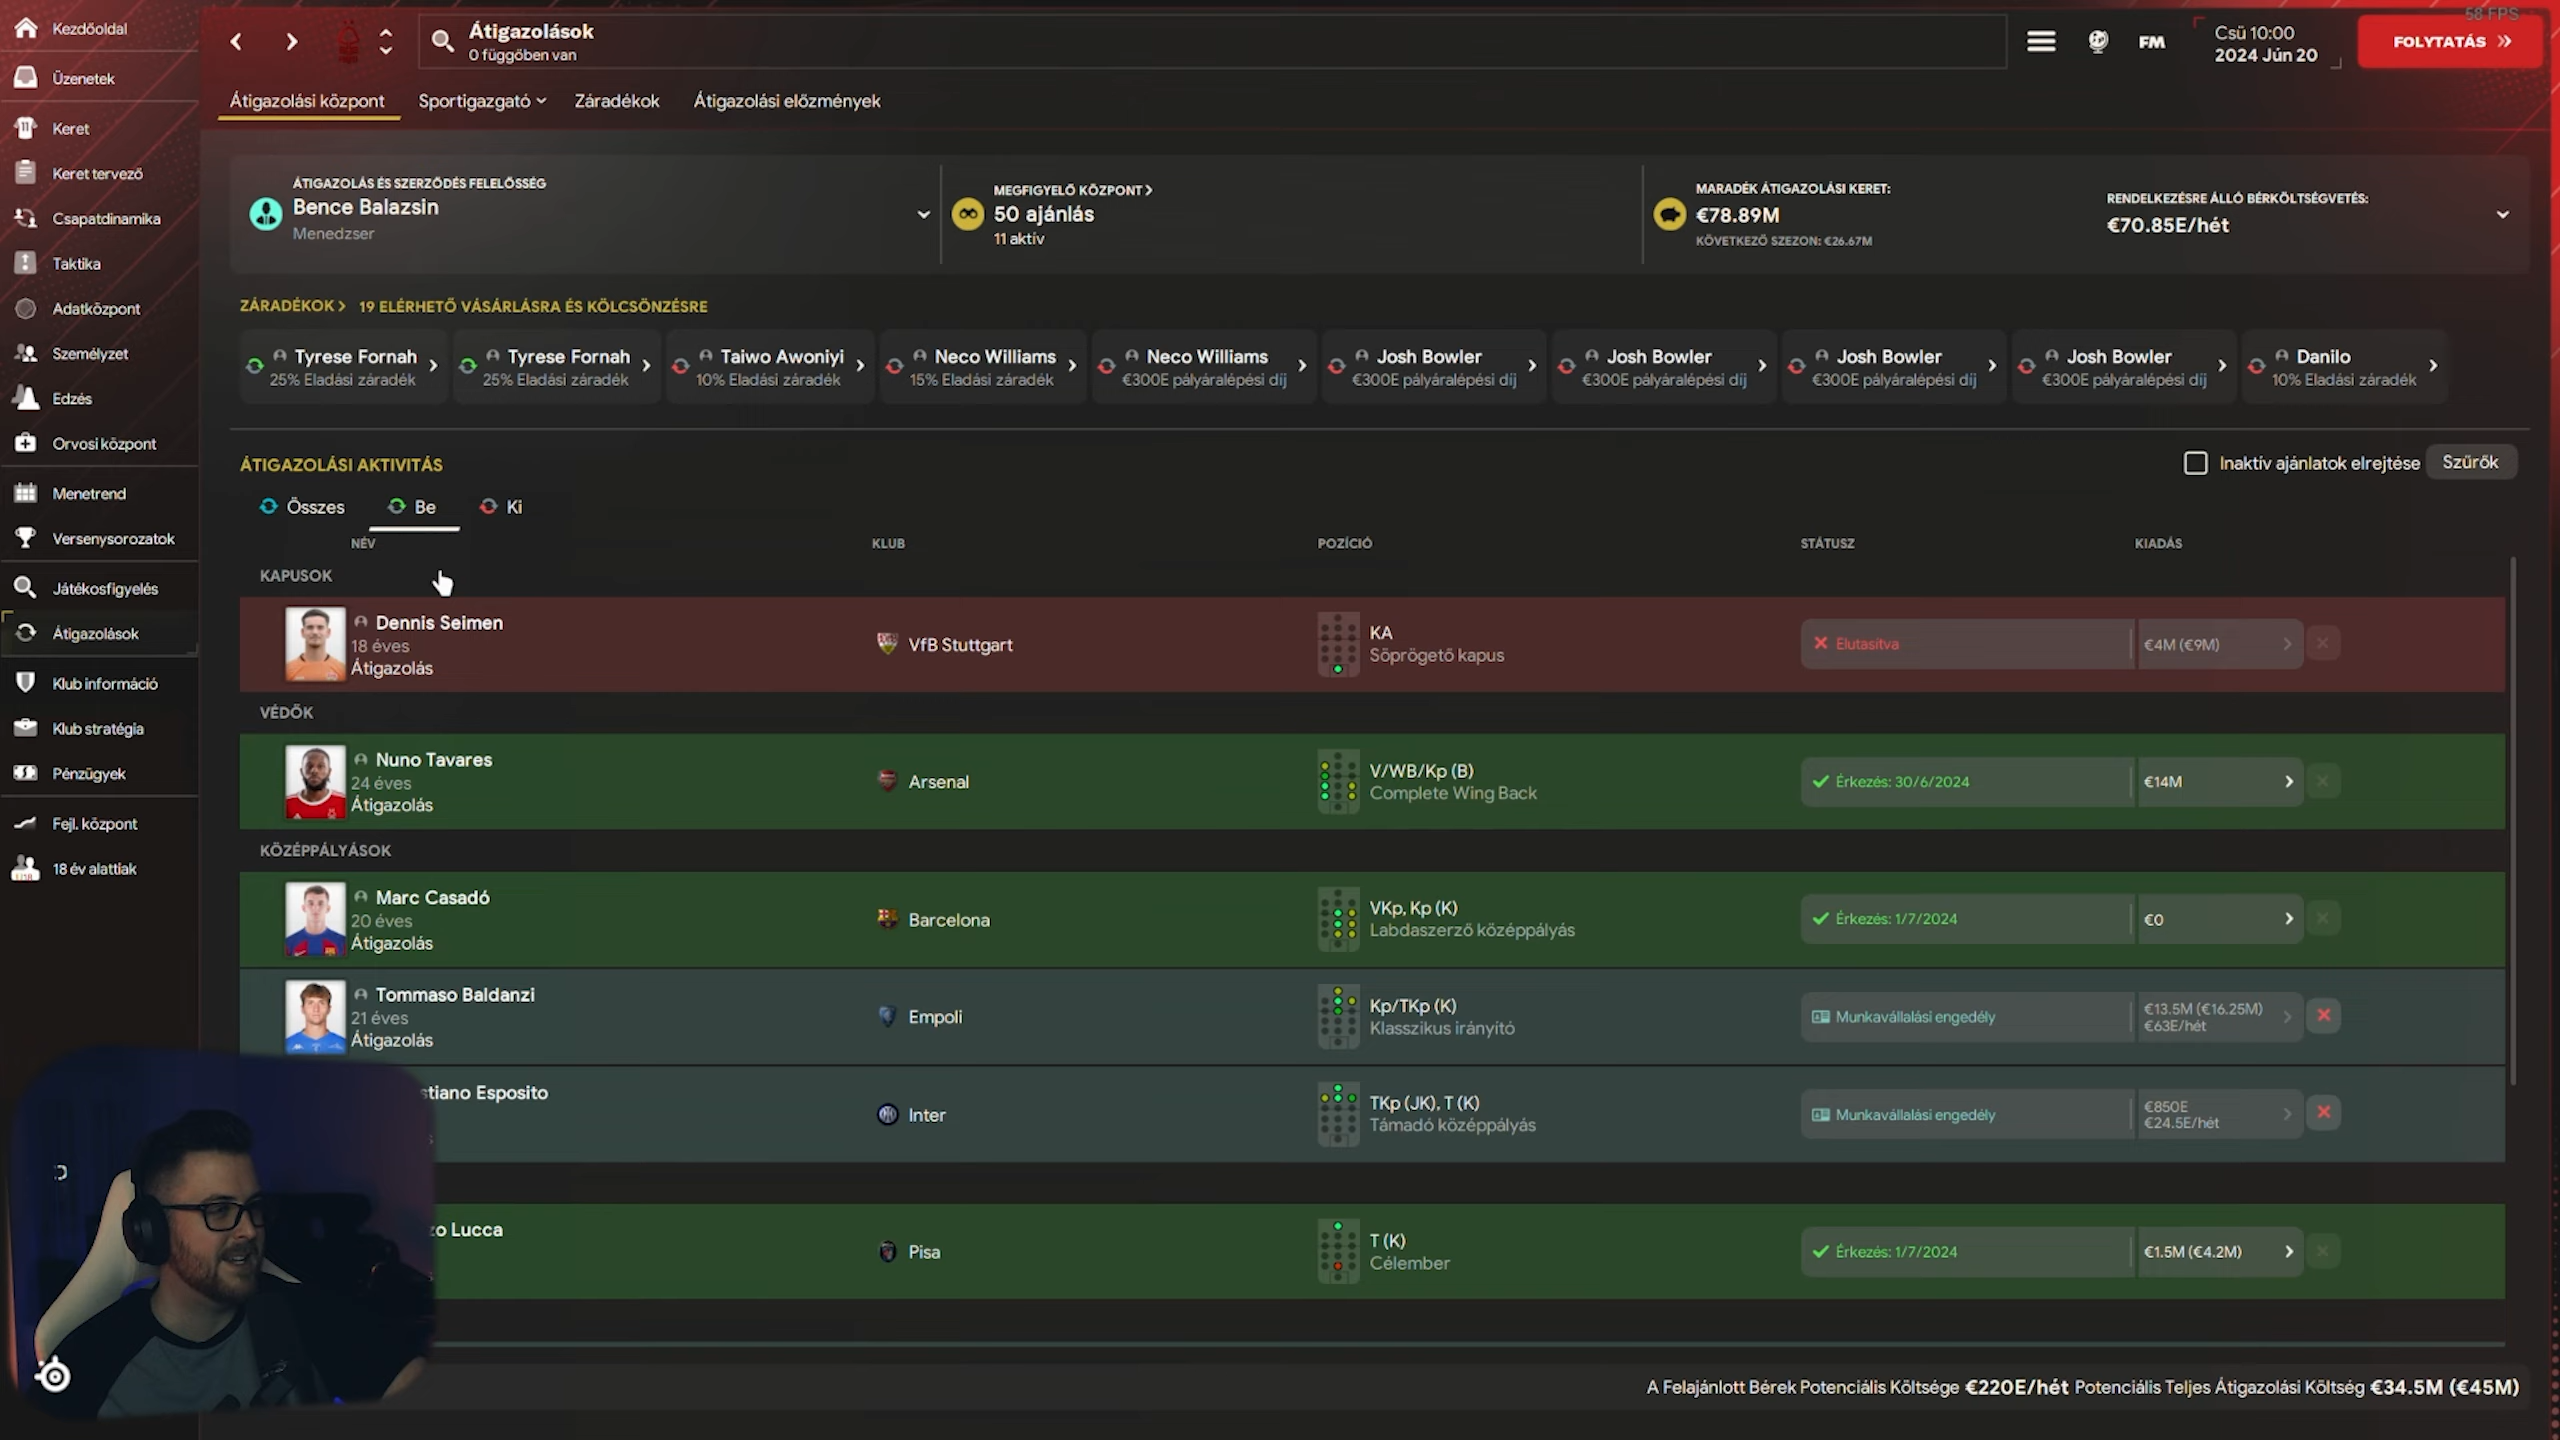 58 FPS
Kezdőoldal
Üzenetek
Keret
Keret tervező
Csapatdinamika
Taktika
Adatközpont
Személyzet
Edzés
Orvosi központ
Menetrend
Versenysorozatok
Játékosfigyelés
Átigazolások
Klub információ
Klub stratégia
Pénzügyek
Fejl. központ
18 év alattiak
Átigazolások
0 függőben van
FM
Csü 10:00
2024 Jún 20
FOLYTATÁS
Átigazolási központ
Sportigazgató
Záradékok
Átigazolási előzmények
ÁTIGAZOLÁS ÉS SZERZŐDÉS FELELŐSSÉG
Bence Balazsin
Menedzser
MEGFIGYELŐ KÖZPONT >
50 ajánlás
11 aktív
MARADÉK ÁTIGAZOLÁSI KERET:
€78.89M
KÖVETKEZŐ SZEZON: €26.67M
RENDELKEZÉSRE ÁLLÓ BÉRKÖLTSÉGVETÉS:
€70.85E/hét
ZÁRADÉKOK > 19 ELÉRHETŐ VÁSÁRLÁSRA ÉS KÖLCSÖNZÉSRE
Tyrese Fornah
25% Eladási záradék
Tyrese Fornah
25% Eladási záradék
Taiwo Awoniyi
10% Eladási záradék
Neco Williams
15% Eladási záradék
Neco Williams
€300E pályáralépési díj
Josh Bowler
€300E pályáralépési díj
Josh Bowler
€300E pályáralépési díj
Josh Bowler
€300E pályáralépési díj
Josh Bowler
€300E pályáralépési díj
Danilo
10% Eladási záradék
ÁTIGAZOLÁSI AKTIVITÁS
Inaktív ajánlatok elrejtése
Szűrők
Összes
Be
Ki
NÉV KLUB POZÍCIÓ STÁTUSZ KIADÁS
KAPUSOK
Dennis Seimen
18 éves
Átigazolás
VfB Stuttgart
KA
Söprögető kapus
Elutasítva
€4M (€9M)
VÉDŐK
Nuno Tavares
24 éves
Átigazolás
Arsenal
V/WB/Kp (B)
Complete Wing Back
Érkezés: 30/6/2024
€14M
KÖZÉPPÁLYÁSOK
Marc Casadó
20 éves
Átigazolás
Barcelona
VKp, Kp (K)
Labdaszerző középpályás
Érkezés: 1/7/2024
€0
Tommaso Baldanzi
21 éves
Átigazolás
Empoli
Kp/TKp (K)
Klasszikus irányító
Munkavállalási engedély
€13.5M (€16.25M)
€63E/hét
stiano Esposito
Inter
TKp (JK), T (K)
Támadó középpályás
Munkavállalási engedély
€850E
€24.5E/hét
zo Lucca
Pisa
T (K)
Célember
Érkezés: 1/7/2024
€1.5M (€4.2M)
A Felajánlott Bérek Potenciális Költsége €220E/hét Potenciális Teljes Átigazolási Költség €34.5M (€45M)